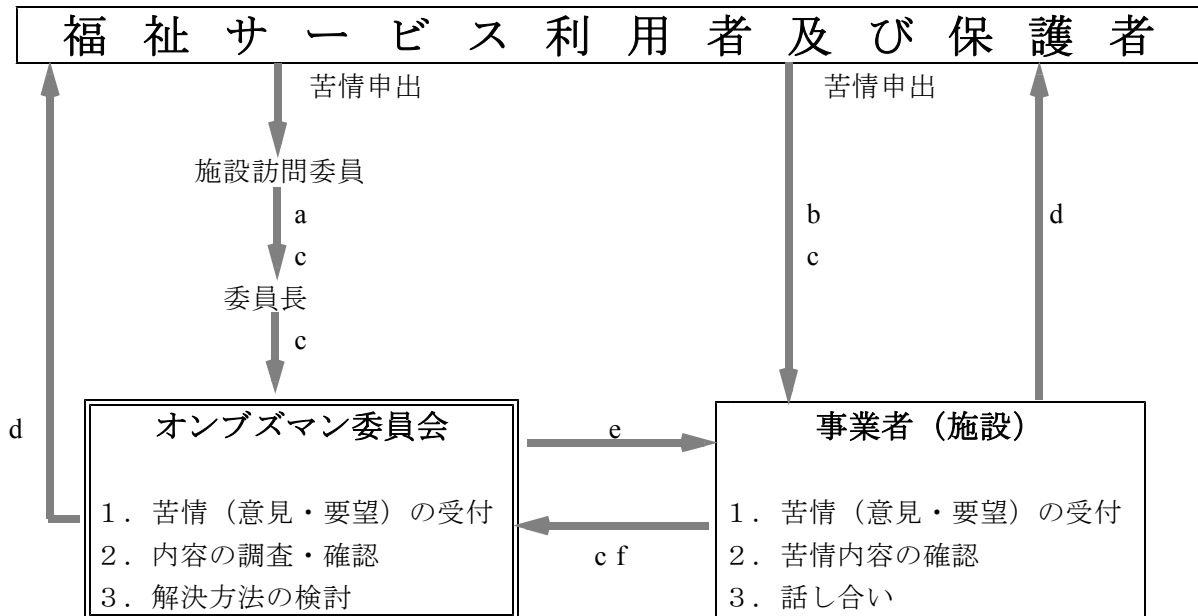 福祉サービス利用者及び保護者
苦情申出
苦情申出
施設訪問委員
a
c
b
c
d
委員長
c
d
オンブズマン委員会
1．苦情（意見・要望）の受付
2．内容の調査・確認
3．解決方法の検討
e
c f
事業者（施設）
1．苦情（意見・要望）の受付
2．苦情内容の確認
3．話し合い